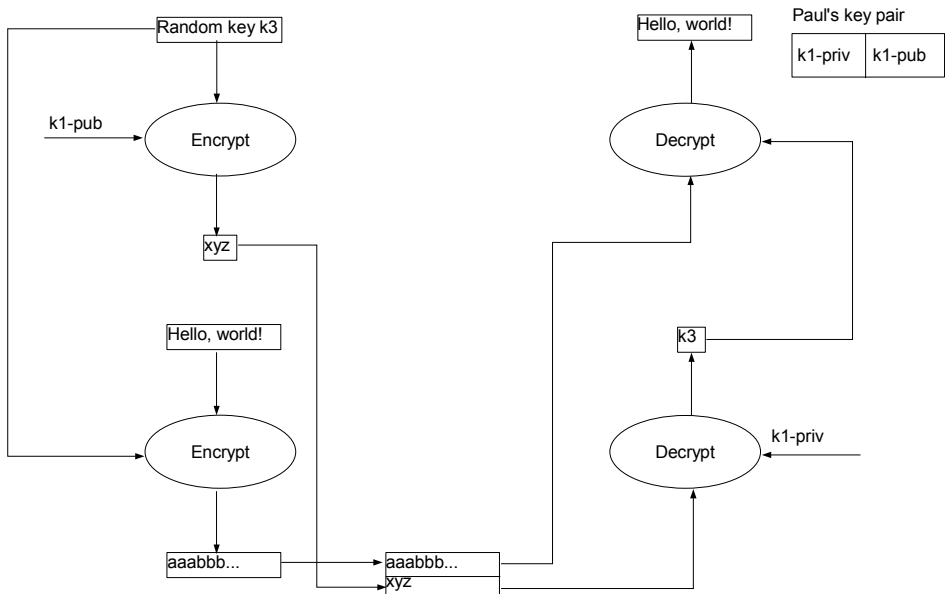 Random key k3
k1-pub
Encrypt
xyz
Hello, world!
Encrypt
aaabbb...
aaabbb...
xyz
Hello, world!
Decrypt
k3
k1-priv
Decrypt
Paul's key pair
k1-priv k1-pub